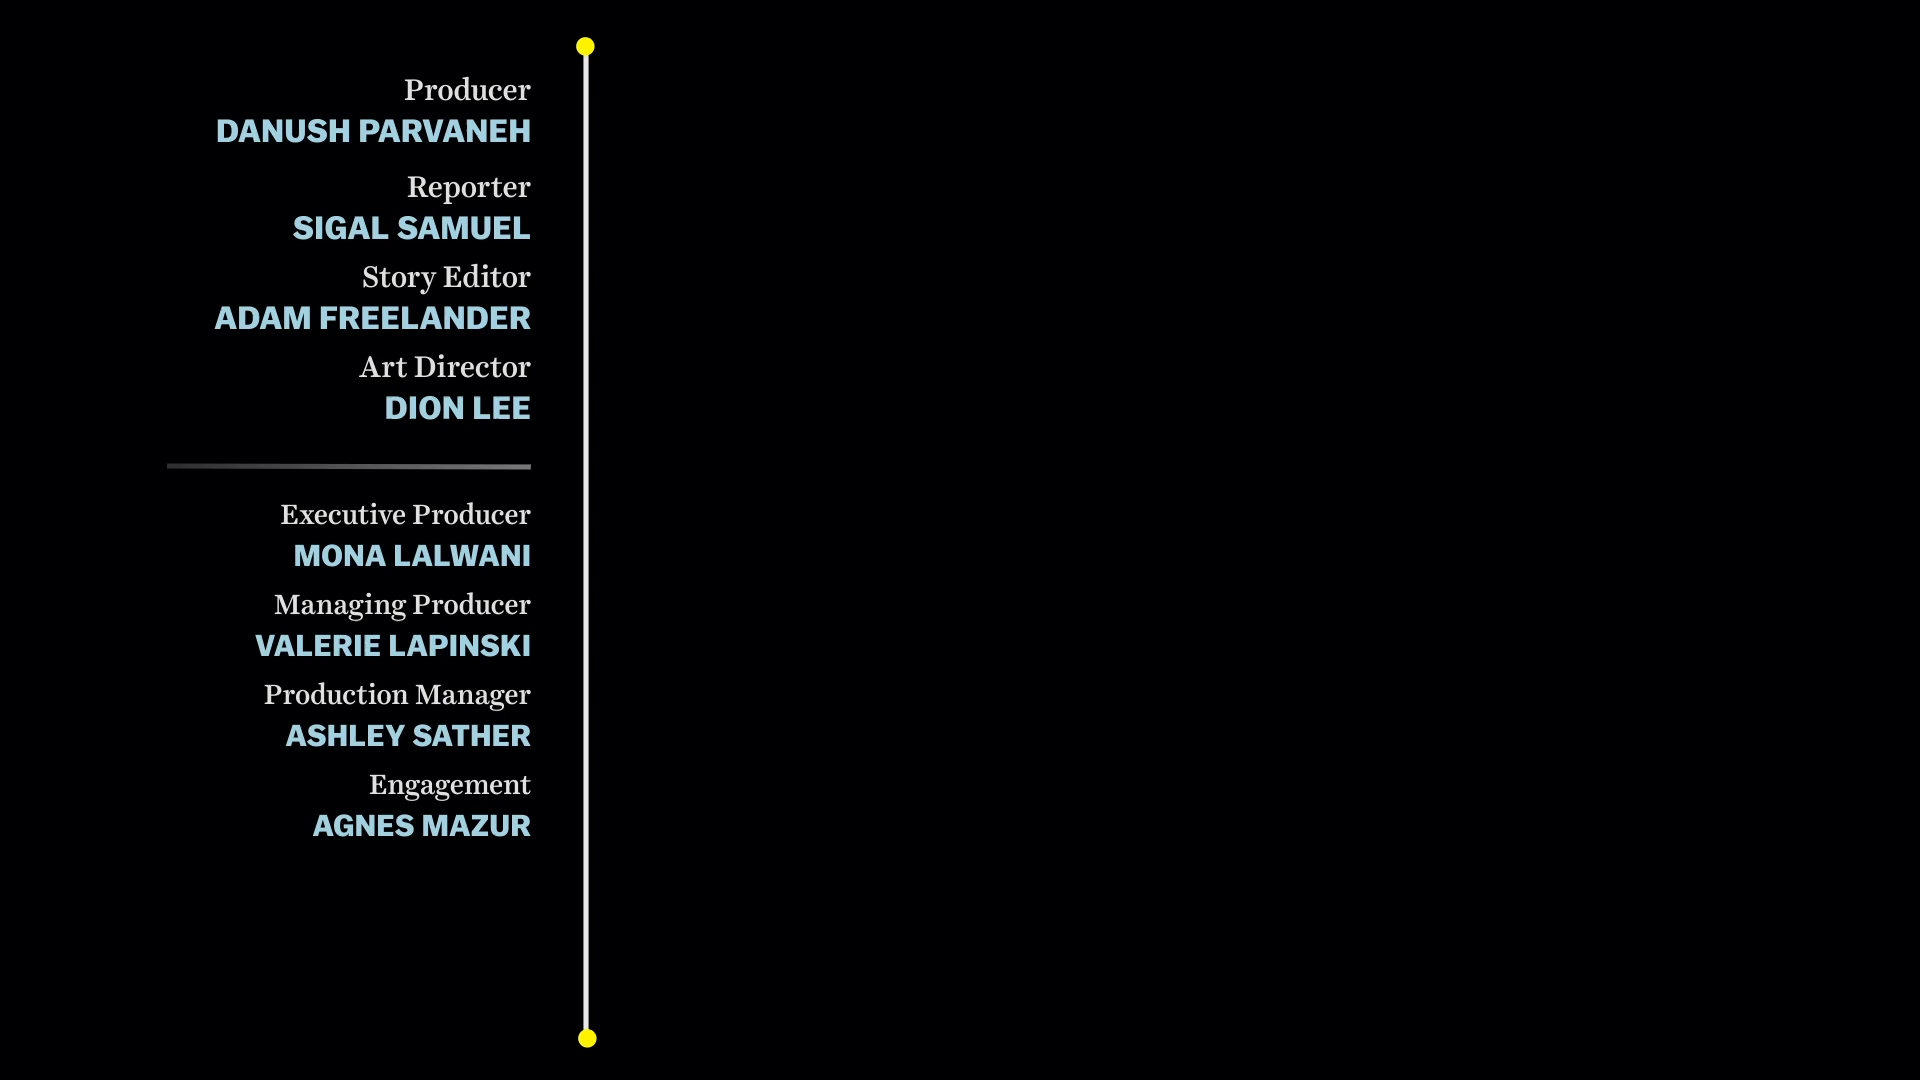 Producer
DANUSH PARVANEH
Reporter
SIGAL SAMUEL
Story Editor
ADAM FREELANDER
Art Director
DION LEE
Executive Producer
MONA LALWANI
Managing Producer
VALERIE LAPINSKI
Production Manager
ASHLEY SATHER
Engagement
AGNES MAZUR